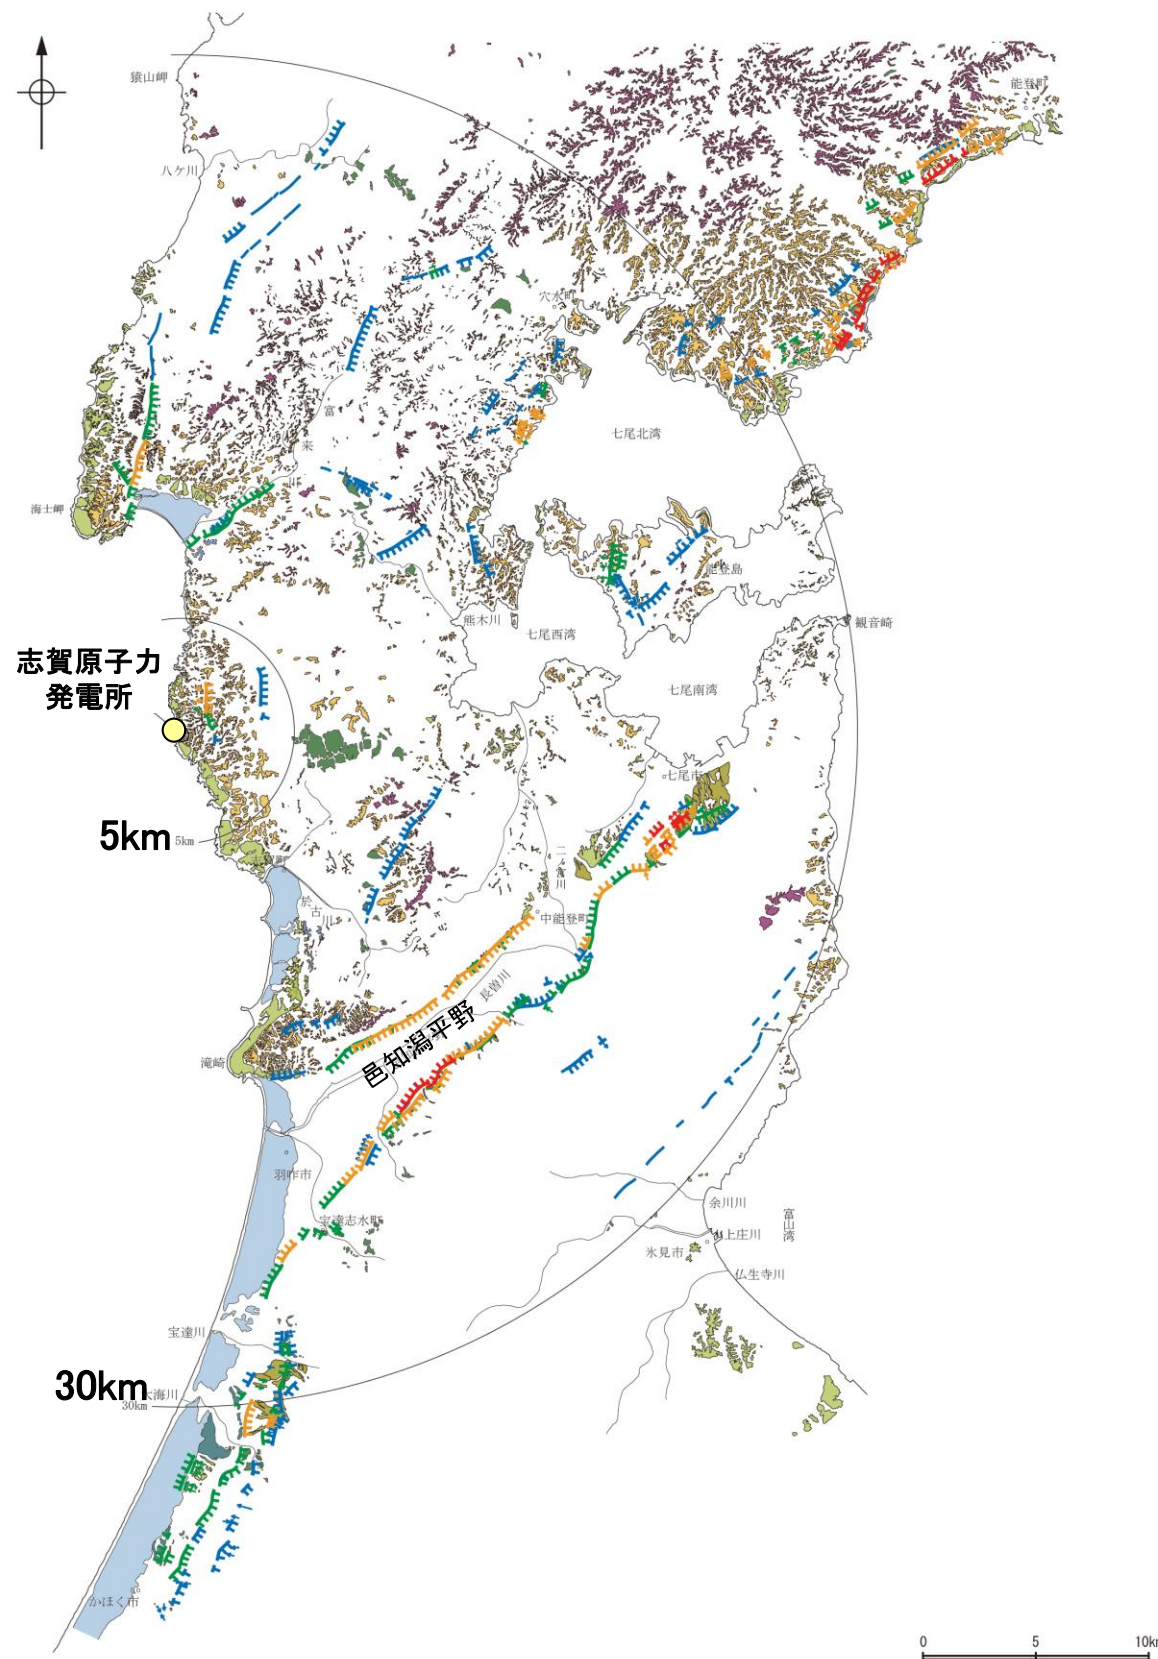 猿山岬
能登町
八ケ川
穴水町
富
来
七尾北湾
海士岬
能登島
熊木川
観音崎
七尾西湾
志賀原子力
発電所
七尾南湾
七尾市
5km
5km
二
宮
川
於
古
川
中能登町
長曽川
邑知潟平野
滝崎
羽咋市
余川川
富
山
湾
宝達志水町
上庄川
氷見市
仏生寺川
宝達川
30km
大海川
30km
かほく市
0
5